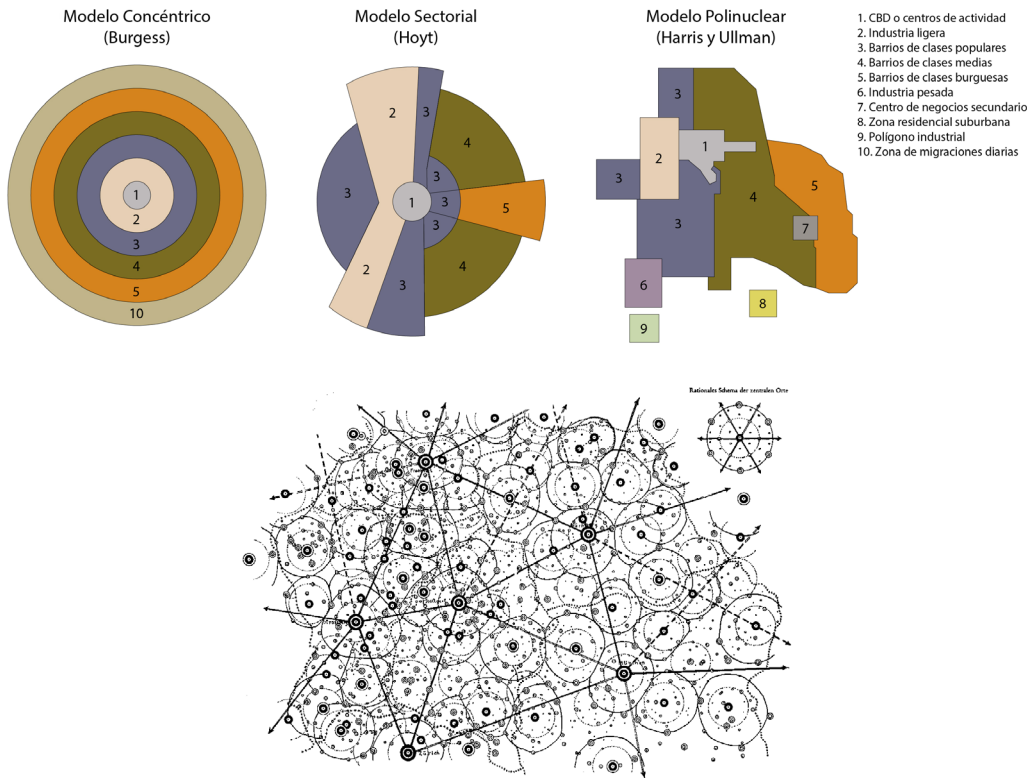 Modelo Concéntrico
(Burgess)
1
2
3
4
5
10
Modelo Sectorial
(Hoyt)
2
3
4
3
3
1
3
5
3
2
3
4
Modelo Polinuclear
(Harris y Ullman)
3
1
2
3
5
4
3
7
6
8
9
1. CBD o centros de actividad
2. Industria ligera
3. Barrios de clases populares
4. Barrios de clases medias
5. Barrios de clases burguesas
6. Industria pesada
7. Centro de negocios secundario
8. Zona residencial suburbana
9. Polígono industrial
10. Zona de migraciones diarias
Rationales Schema der zentralen Orte
Zürich